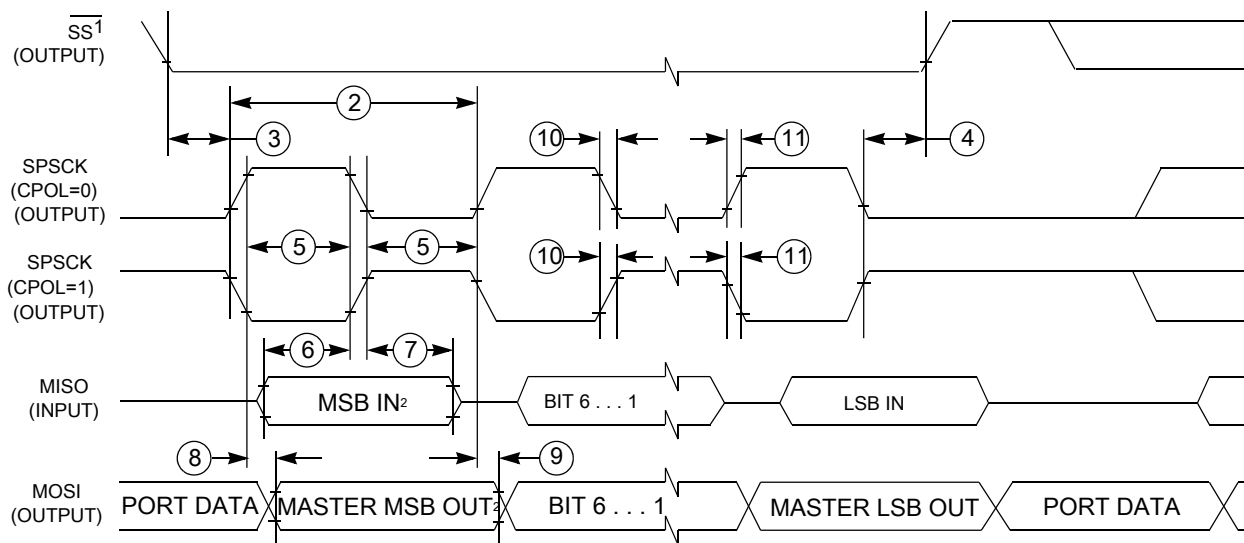 SS1
(OUTPUT)
2
3
10
11
4
SPSCK
(CPOL=0)
(OUTPUT)
5
5
SPSCK
(CPOL=1)
(OUTPUT)
10
11
6
7
MISO
(INPUT)
MSB IN2
BIT 6 . . . 1
LSB IN
8
9
MOSI
(OUTPUT)
PORT DATA
MASTER MSB OUT2
BIT 6 . . . 1
MASTER LSB OUT
PORT DATA